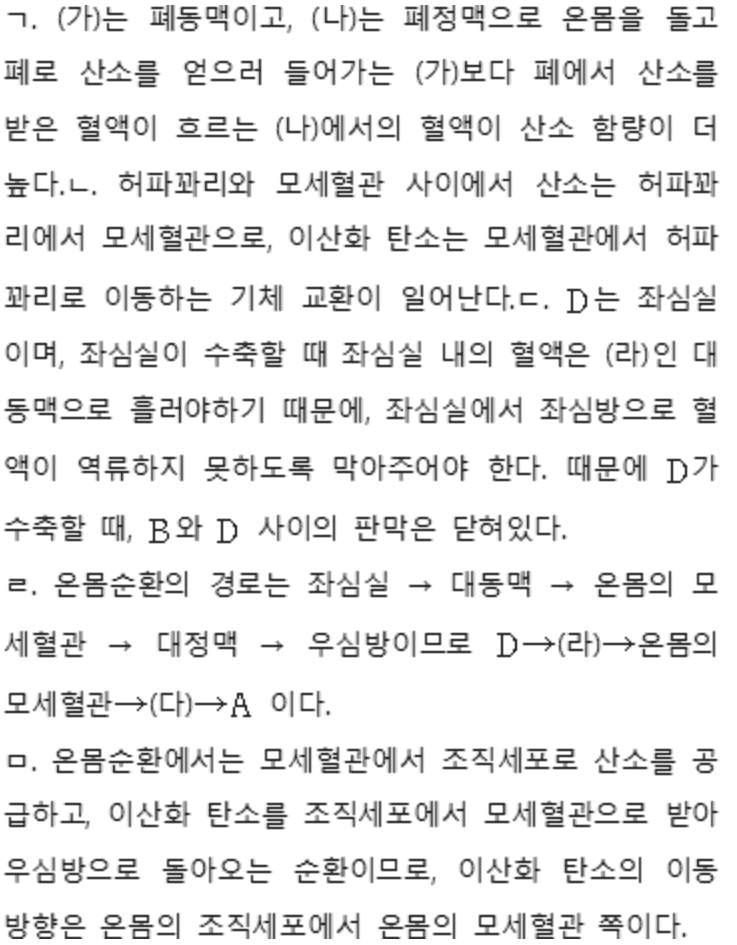 ㄱ. (가)는 폐동맥이고, (나)는 폐정맥으로 온몸을 돌고
폐로 산소를 얻으러 들어가는 (가)보다 폐에서 산소를
받은 혈액이 흐르는 (나)에서의 혈액이 산소 함량이 더
높다.ㄴ. 허파꽈리와 모세혈관 사이에서 산소는 허파꽈
리에서 모세혈관으로, 이산화 탄소는 모세혈관에서 허파
꽈리로 이동하는 기체 교환이 일어난다.ㄷ. D는 좌심실
이며, 좌심실이 수축할 때 좌심실 내의 혈액은 (라)인 대
동맥으로 흘러야하기 때문에, 좌심실에서 좌심방으로 혈
액이 역류하지 못하도록 막아주어야 한다. 때문에 D가
수축할 때, B와 D 사이의 판막은 닫혀있다.
ㄹ. 온몸순환의 경로는 좌심실 → 대동맥 → 온몸의 모
세혈관 → 대정맥 → 우심방이므로 D→(라)→온몸의
모세혈관→(다)→A 이다.
ㅁ. 온몸순환에서는 모세혈관에서 조직세포로 산소를 공
급하고, 이산화 탄소를 조직세포에서 모세혈관으로 받아
우심방으로 돌아오는 순환이므로, 이산화 탄소의 이동
방향은 온몸의 조직세포에서 온몸의 모세혈관 쪽이다.